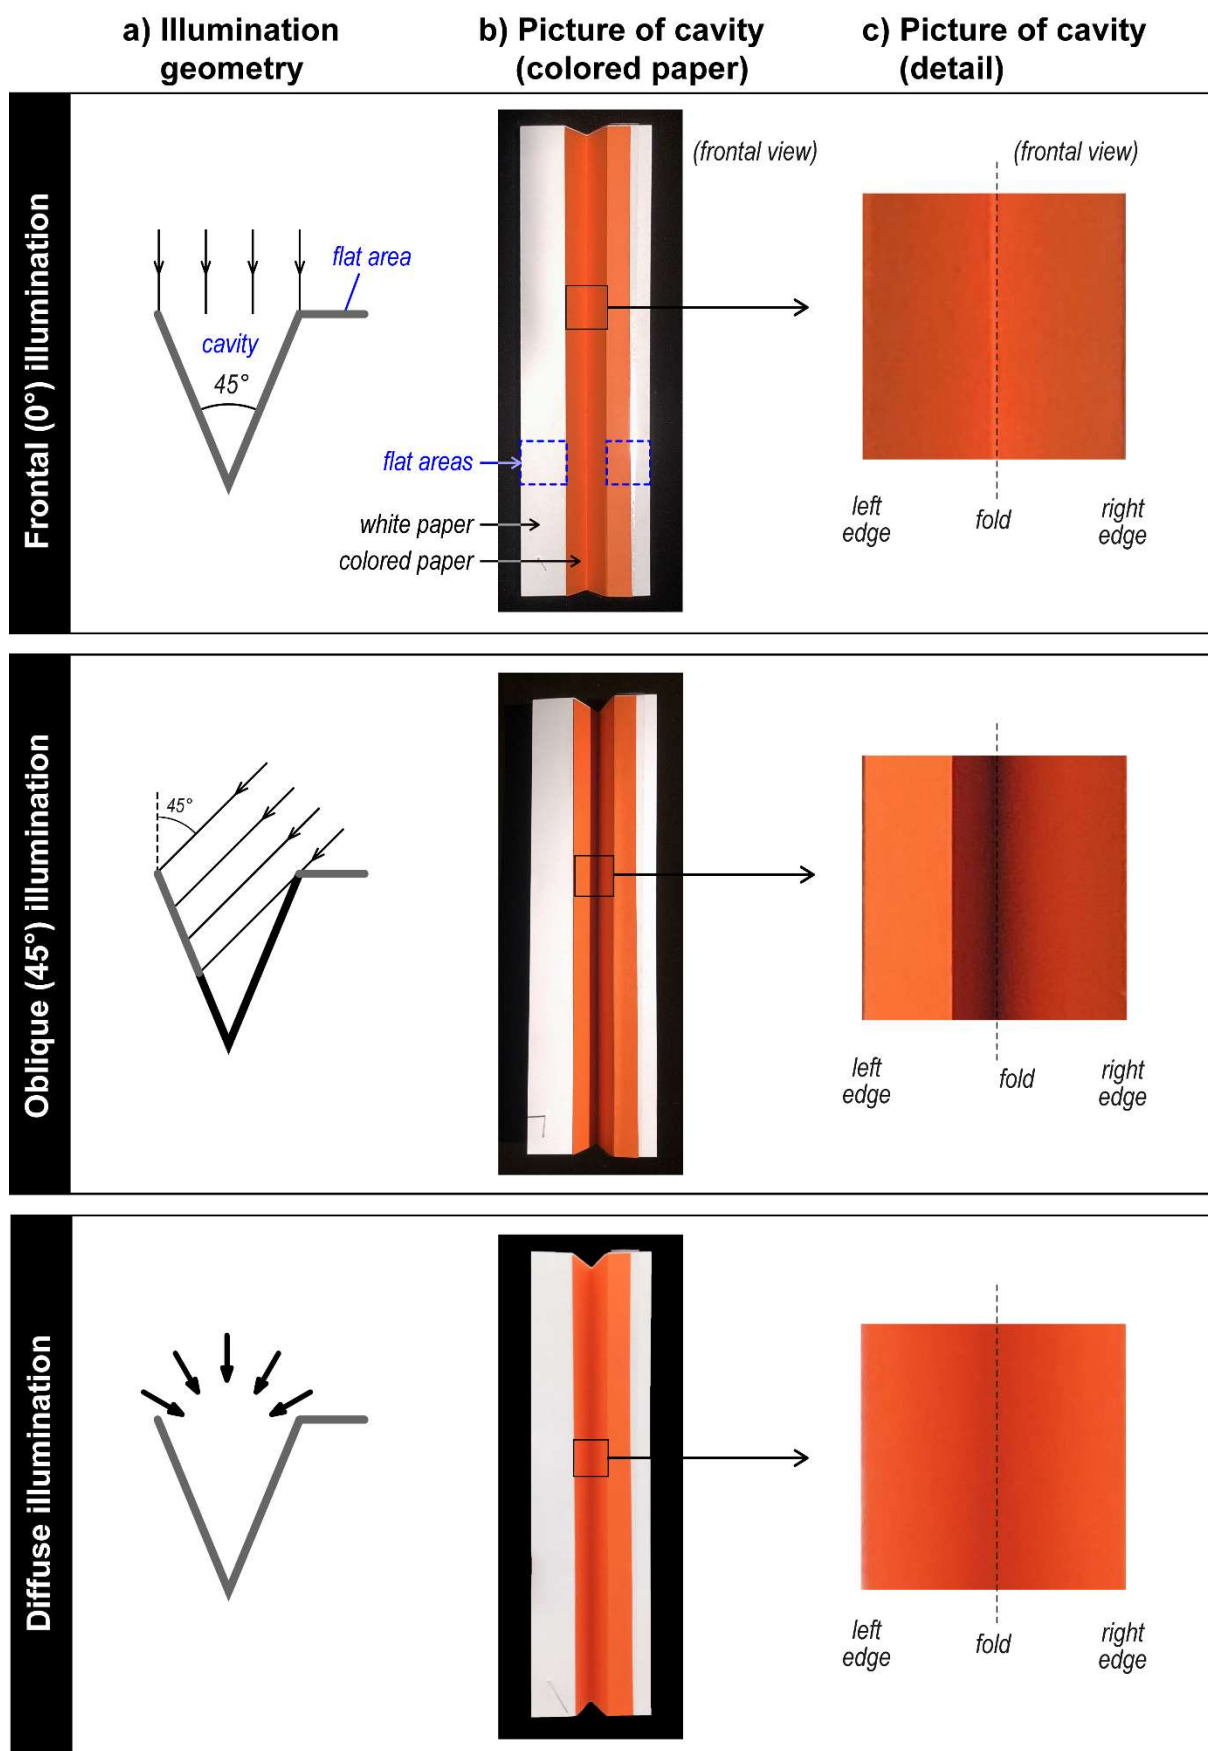 a) Illumination
geometry
b) Picture of cavity
(colored paper)
c) Picture of cavity
(detail)
Frontal (0°) illumination
flat area
cavity
45°
(frontal view)
flat areas
white paper
colored paper
(frontal view)
left
edge
fold
right
edge
Oblique (45°) illumination
45°
left
edge
fold
right
edge
Diffuse illumination
left
edge
fold
right
edge